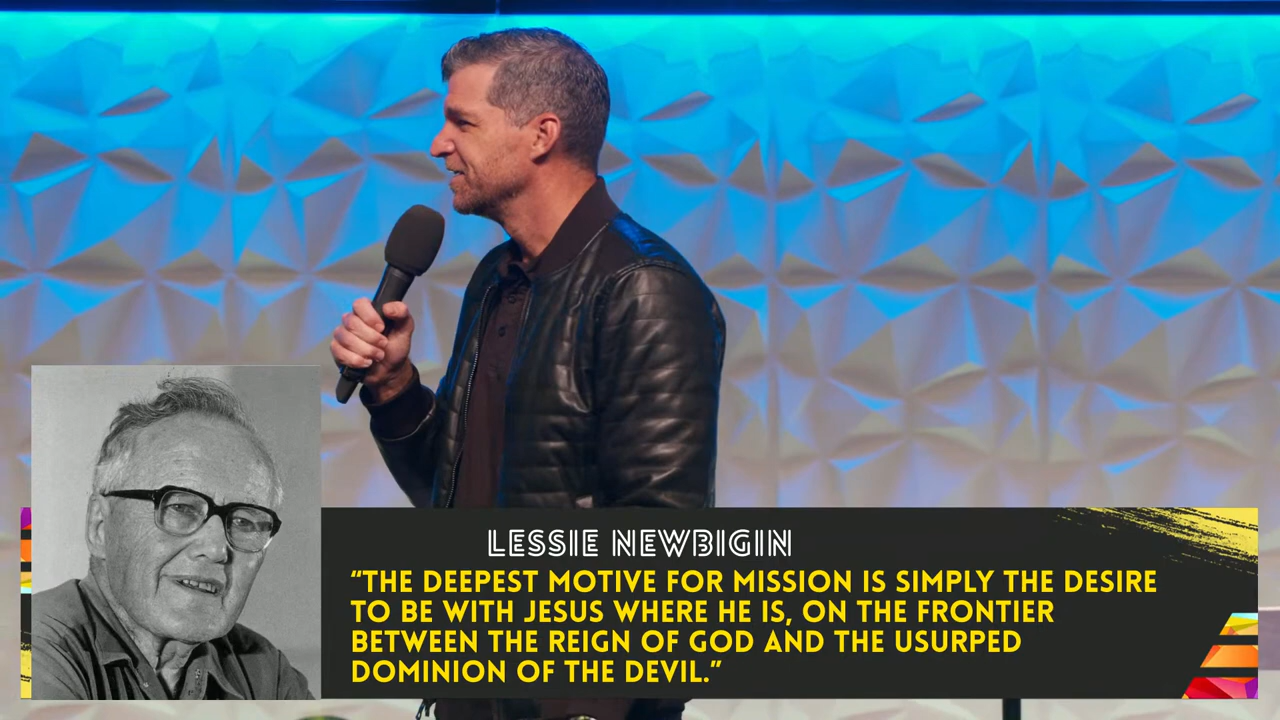 LESSIE NEWBIGIN
“THE DEEPEST MOTIVE FOR MISSION IS SIMPLY THE DESIRE
TO BE WITH JESUS WHERE HE IS, ON THE FRONTIER
BETWEEN THE REIGN OF GOD AND THE USURPED
DOMINION OF THE DEVIL.”